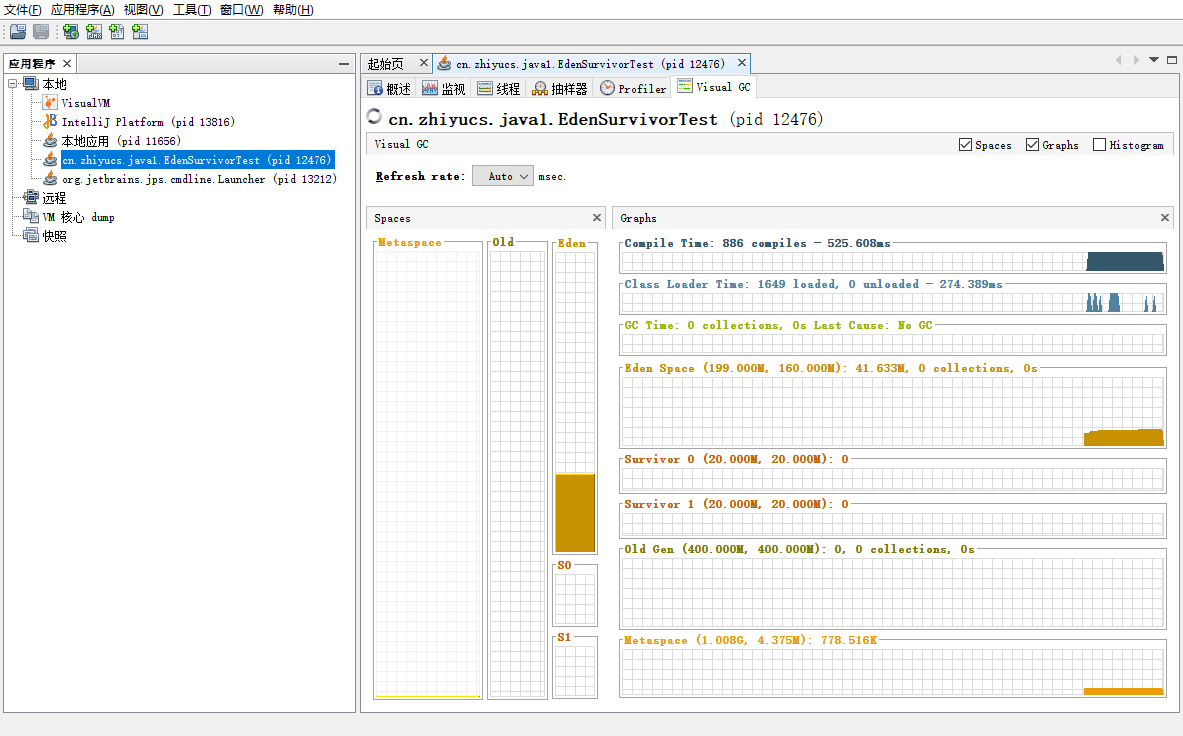 文件(F) 应用程序(A) 视图(V) 工具(T) 窗口(W) 帮助(H)
应用程序
本地
VisualVM
IntelliJ Platform (pid 13816)
本地应用 (pid 11656)
cn.zhiyucs.java1.EdenSurvivorTest (pid 12476)
org.jetbrains.jps.cmdline.Launcher (pid 13212)
远程
VM 核心 dump
快照
起始页 cn.zhiyucs.java1.EdenSurvivorTest (pid 12476)
概述 监视 线程 抽样器 Profiler Visual GC
cn.zhiyucs.java1.EdenSurvivorTest (pid 12476)
Visual GC Spaces Graphs Histogram
Refresh rate: Auto msec.
Spaces
Metaspace Old Eden
S0
S1
Graphs
Compile Time: 886 compiles - 525.608ms
Class Loader Time: 1649 loaded, 0 unloaded - 274.389ms
GC Time: 0 collections, 0s Last Cause: No GC
Eden Space (199.000M, 160.000M): 41.633M, 0 collections, 0s
Survivor 0 (20.000M, 20.000M): 0
Survivor 1 (20.000M, 20.000M): 0
Old Gen (400.000M, 400.000M): 0, 0 collections, 0s
Metaspace (1.008G, 4.375M): 778.516K